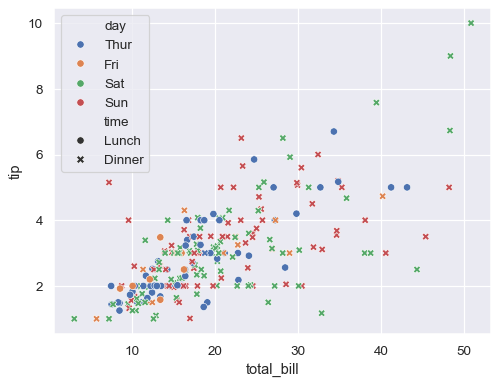 day
Thur
Fri
Sat
Sun
time
Lunch
Dinner
tip
10
8
6
4
2
10
20
30
40
50
total_bill